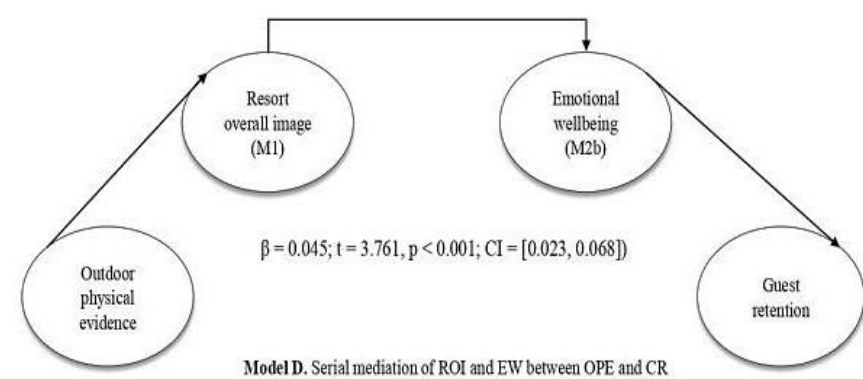 Resort
overall image
(M1)
Emotional
wellbeing
(M2b)
β = 0.045; t = 3.761, p < 0.001; CI = [0.023, 0.068])
Outdoor
physical
evidence
Guest
retention
Model D. Serial mediation of ROI and EW between OPE and CR